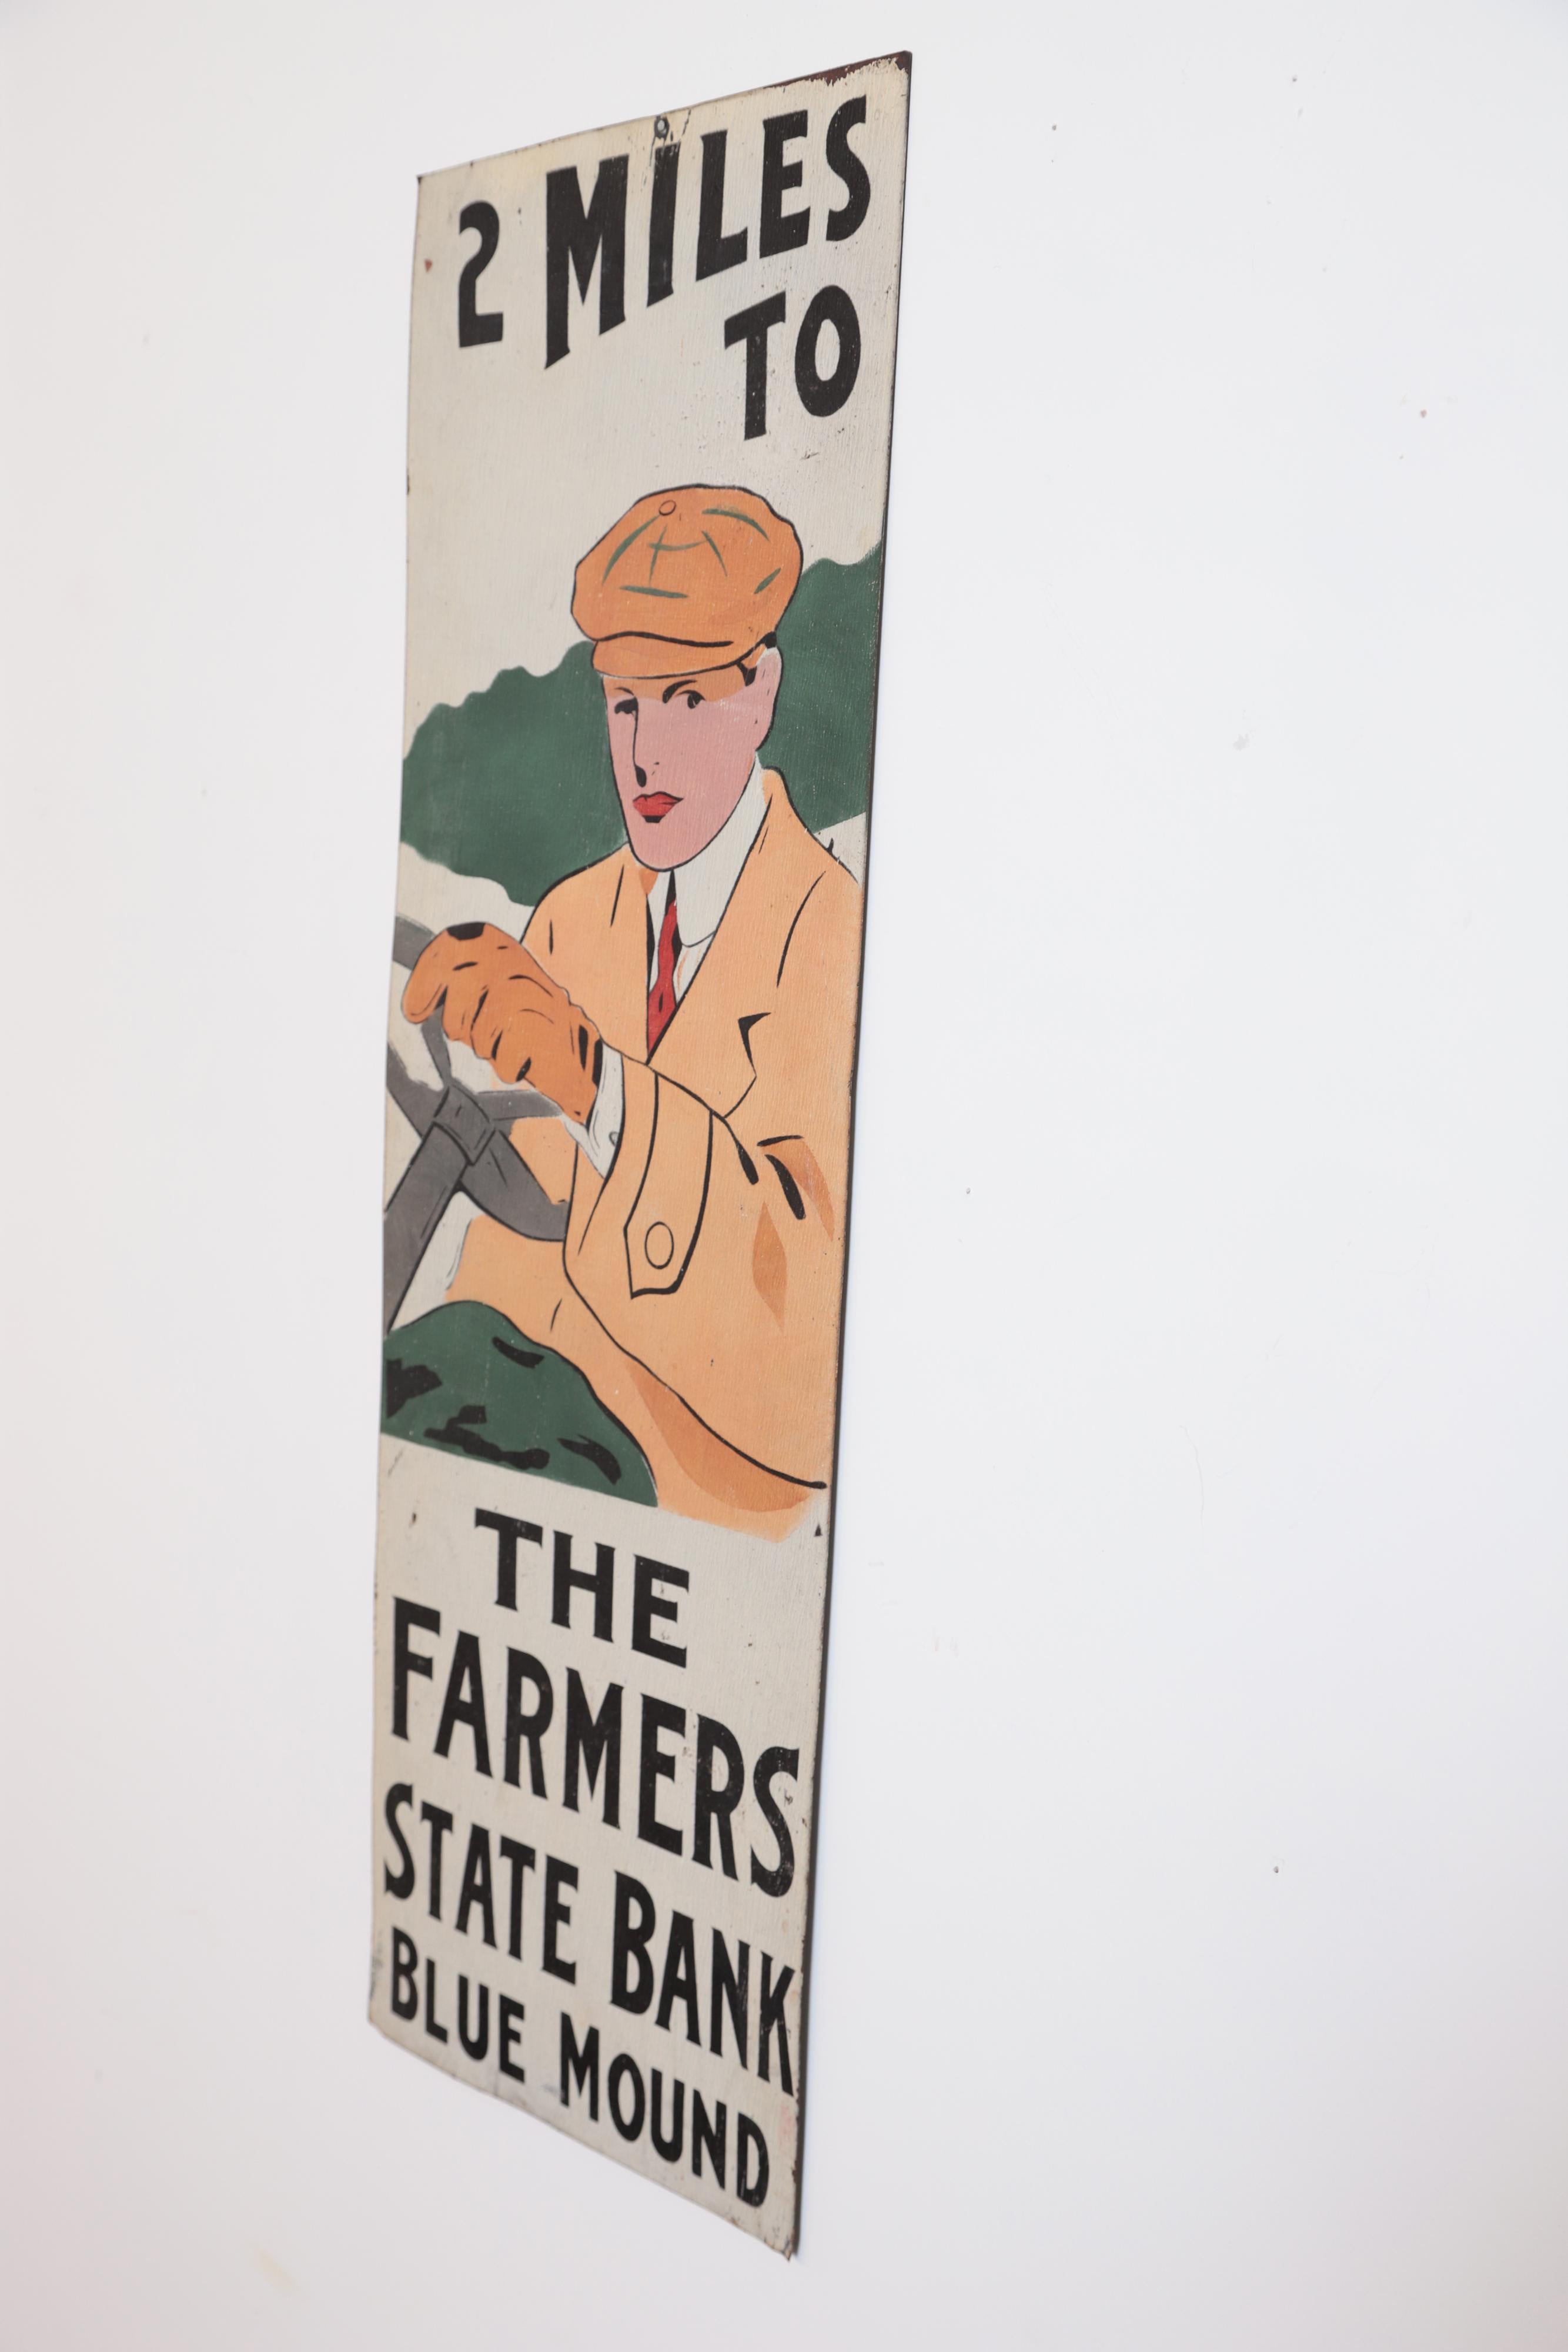 2 MILES
TO
THE
FARMERS
STATE BANK
BLUE MOUND